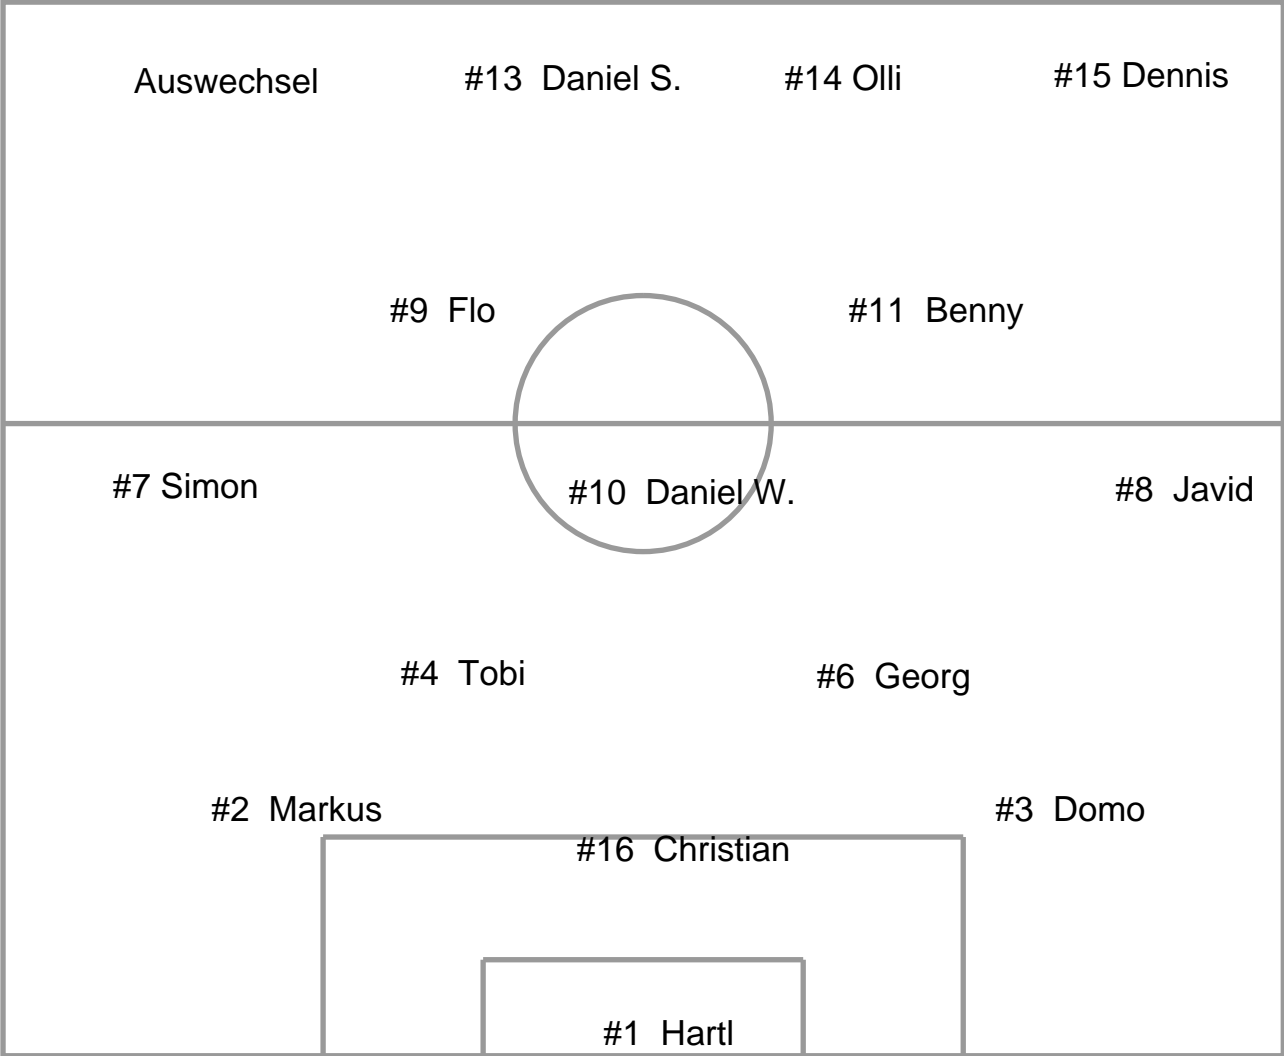 Auswechsel #13 Daniel S. #14 Olli #15 Dennis
#9 Flo #11 Benny
#7 Simon #10 Daniel W. #8 Javid
#4 Tobi #6 Georg
#2 Markus #3 Domo
#16 Christian
#1 Hartl